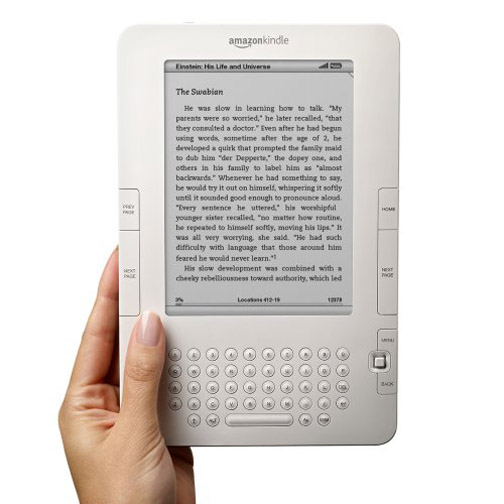 amazonkindle
Einstein: His Life and Universe
The Swabian
He was slow in learning how to talk. "My
parents were so worried," he later recalled, "that
they consulted a doctor." Even after he had begun
using words, sometime after the age of 2, he
developed a quirk that prompted the family maid
to dub him "der Depperte," the dopey one, and
others in his family to label him as "almost
backwards." Whenever he had something to say,
he would try it out on himself, whispering it softly
until it sounded good enough to pronounce aloud.
"Every sentence he uttered," his worshipful
younger sister recalled, "no matter how routine,
he repeated to himself softly, moving his lips." It
was all very worrying, she said. "He had such
difficulty with language that those around him
feared he would never learn."1
His slow development was combined with a
cheeky rebelliousness toward authority, which led
3% Locations 412-19 12378
PREV
PAGE
NEXT
PAGE
HOME
NEXT
PAGE
MENU
BACK